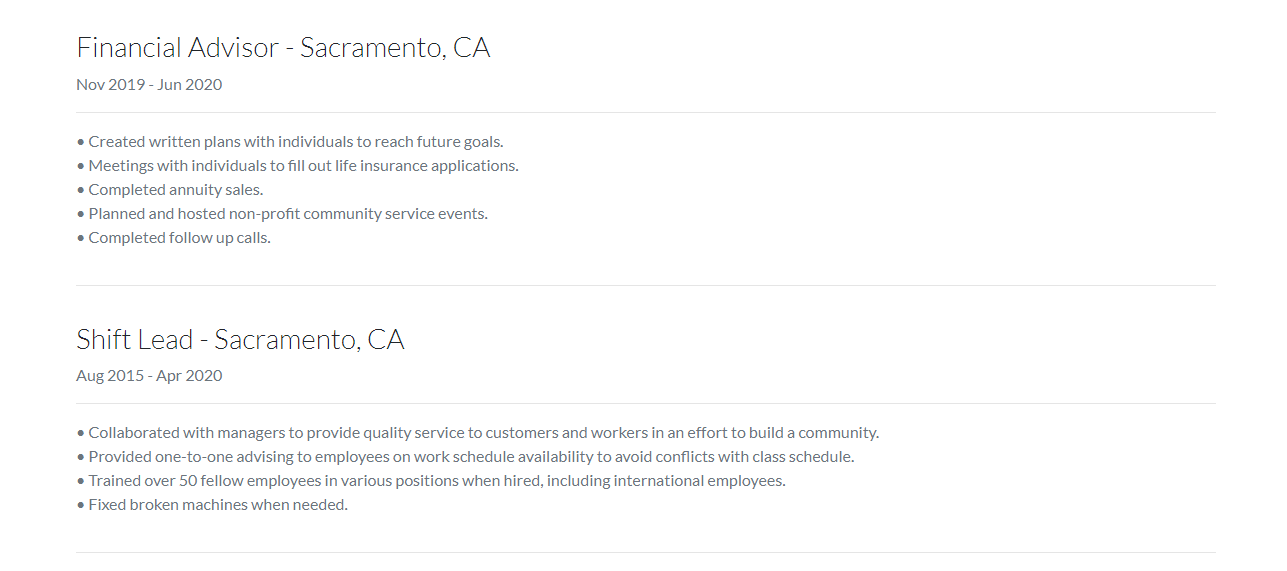 Financial Advisor - Sacramento, CA
Nov 2019 - Jun 2020
• Created written plans with individuals to reach future goals.
• Meetings with individuals to fill out life insurance applications.
• Completed annuity sales.
• Planned and hosted non-profit community service events.
• Completed follow up calls.
Shift Lead - Sacramento, CA
Aug 2015 - Apr 2020
• Collaborated with managers to provide quality service to customers and workers in an effort to build a community.
• Provided one-to-one advising to employees on work schedule availability to avoid conflicts with class schedule.
• Trained over 50 fellow employees in various positions when hired, including international employees.
• Fixed broken machines when needed.